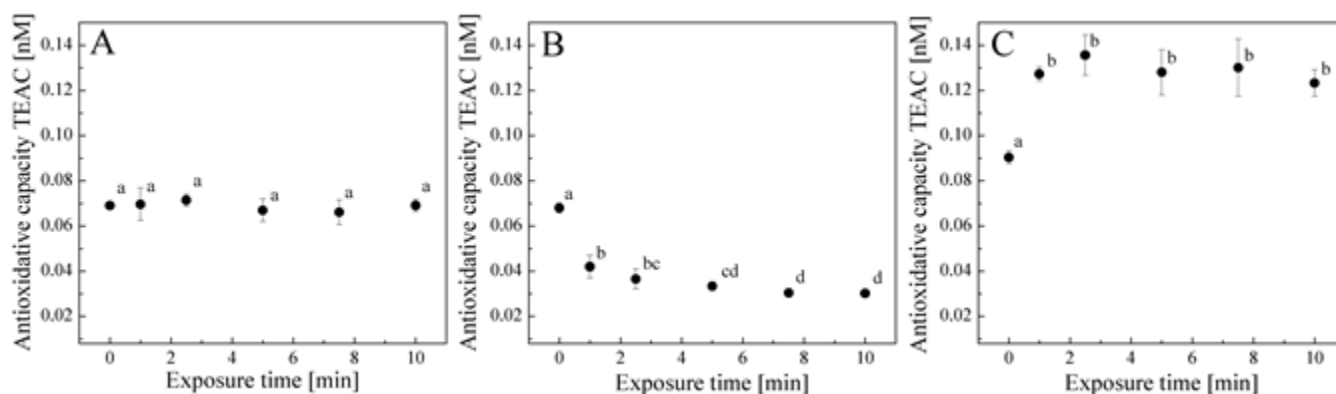 A
Antioxidative capacity TEAC [nM]
0.14
0.12
0.10
0.08
0.06
0.04
0.02
a a a a a a
0 2 4 6 8 10
Exposure time [min]
B
Antioxidative capacity TEAC [nM]
0.14
0.12
0.10
0.08
0.06
0.04
0.02
a b bc cd d d
0 2 4 6 8 10
Exposure time [min]
C
Antioxidative capacity TEAC [nM]
0.14
0.12
0.10
0.08
0.06
0.04
0.02
a b b b b b
0 2 4 6 8 10
Exposure time [min]